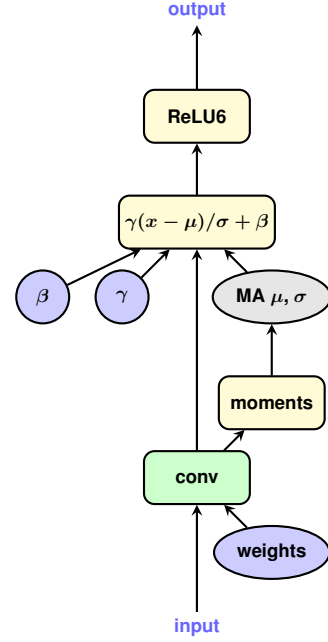 output
ReLU6
γ(x − μ)/σ + β
β
γ
MA μ, σ
moments
conv
weights
input